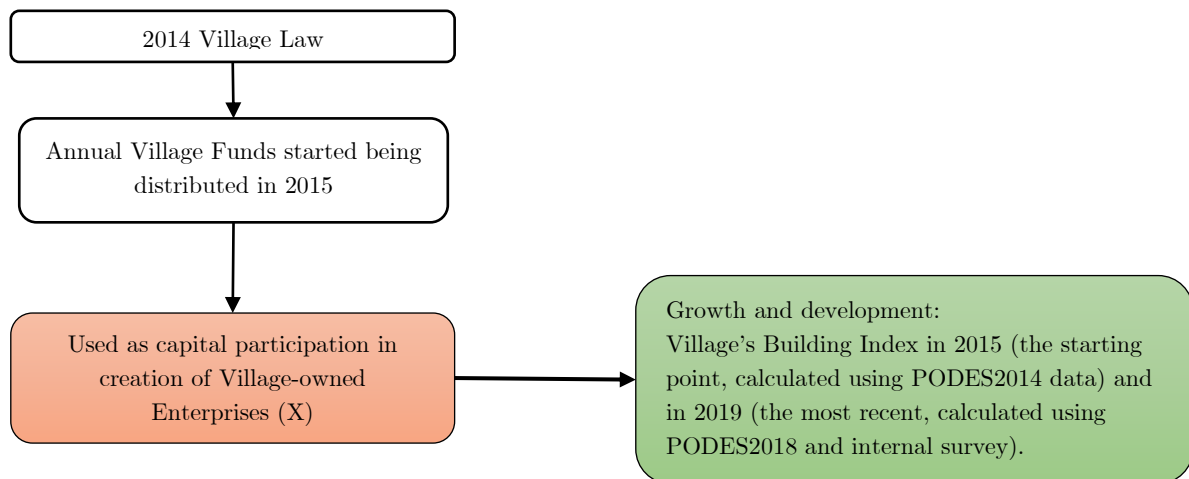 2014 Village Law
Annual Village Funds started being
distributed in 2015
Used as capital participation in
creation of Village-owned
Enterprises (X)
Growth and development:
Village's Building Index in 2015 (the starting
point, calculated using PODES2014 data) and
in 2019 (the most recent, calculated using
PODES2018 and internal survey).